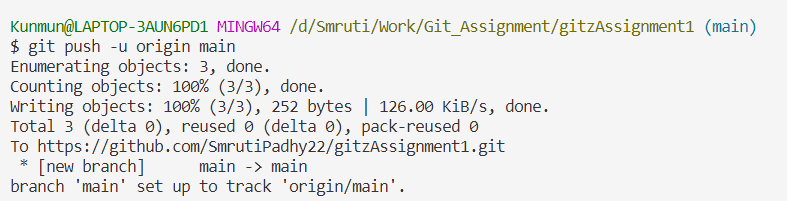 Kunmun@LAPTOP-3AUN6PD1 MINGW64 /d/Smruti/Work/Git_Assignment/gitzAssignment1 (main)
$ git push -u origin main
Enumerating objects: 3, done.
Counting objects: 100% (3/3), done.
Writing objects: 100% (3/3), 252 bytes | 126.00 KiB/s, done.
Total 3 (delta 0), reused 0 (delta 0), pack-reused 0
To https://github.com/SmrutiPadhy22/gitzAssignment1.git
 * [new branch]      main -> main
branch 'main' set up to track 'origin/main'.